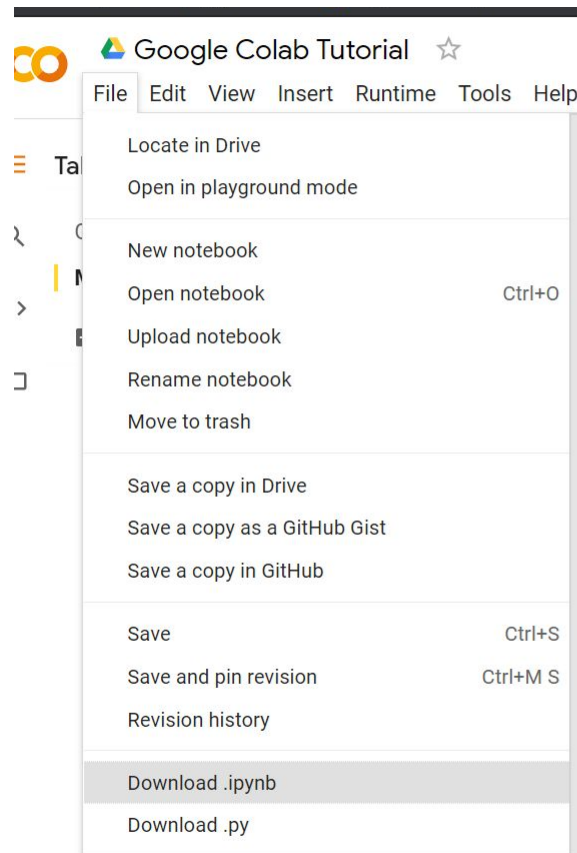 Google Colab Tutorial
File Edit View Insert Runtime Tools Help
Locate in Drive
Open in playground mode
New notebook
Open notebook Ctrl+O
Upload notebook
Rename notebook
Move to trash
Save a copy in Drive
Save a copy as a GitHub Gist
Save a copy in GitHub
Save Ctrl+S
Save and pin revision Ctrl+M S
Revision history
Download .ipynb
Download .py